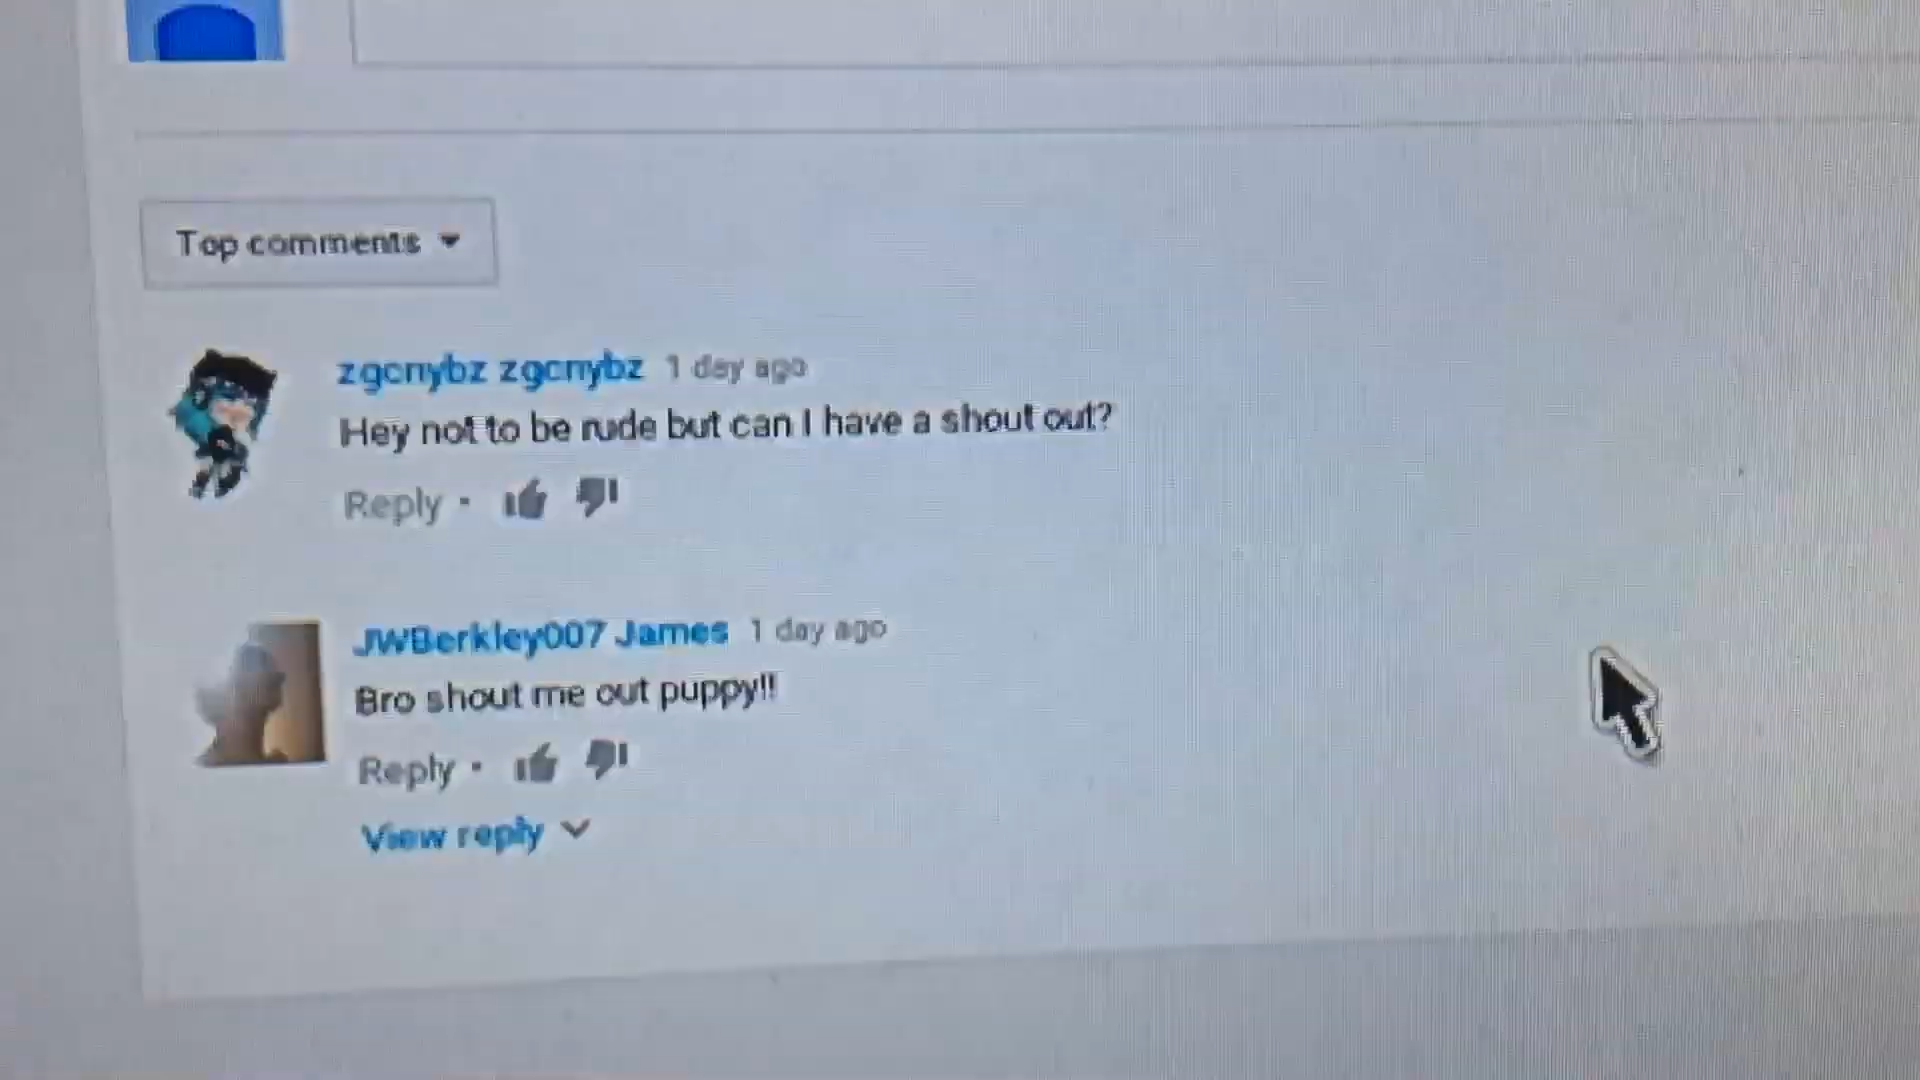 Top comments
zgcnybz zgcnybz 1 day ago
Hey not to be rude but can I have a shout out?
Reply
JWBerkley007 James 1 day ago
Bro shout me out puppy!!
Reply
View reply